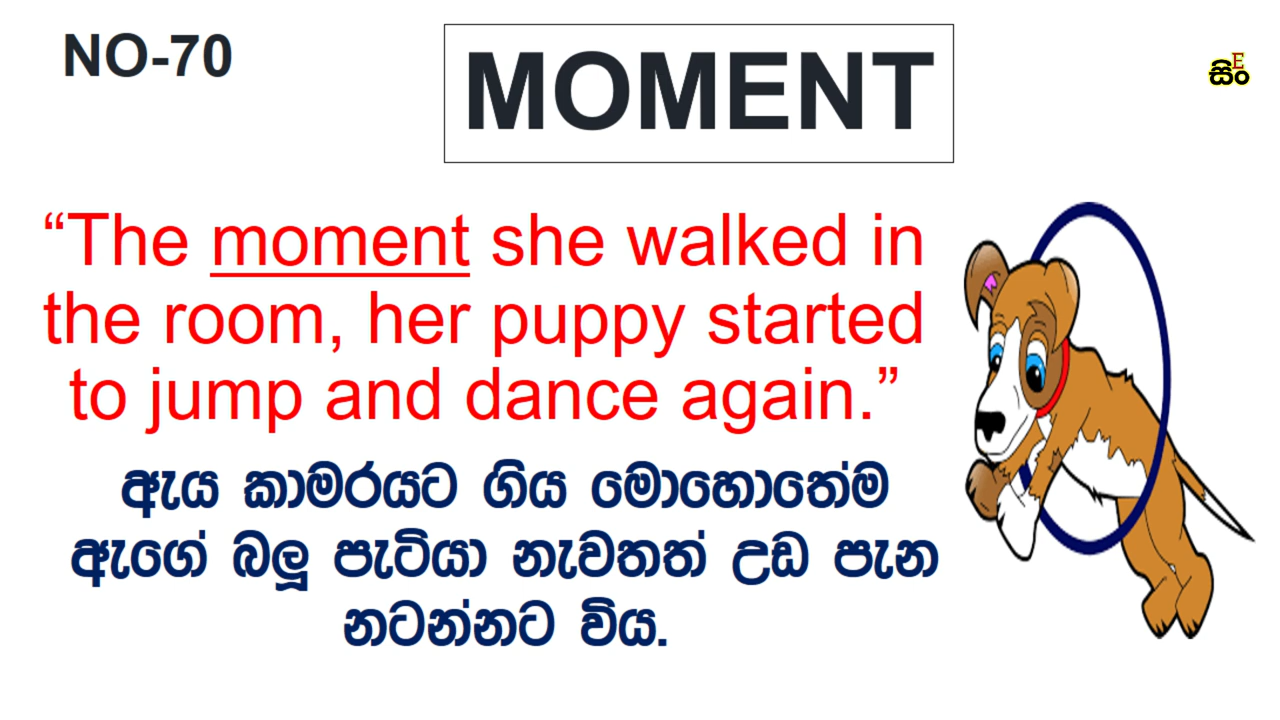 NO-70
MOMENT
සිං
E
“The moment she walked in
the room, her puppy started
to jump and dance again.”
ඇය කාමරයට ගිය මොහොතේම
ඇගේ බලූ පැටියා නැවතත් උඩ පැන
නටන්නට විය.